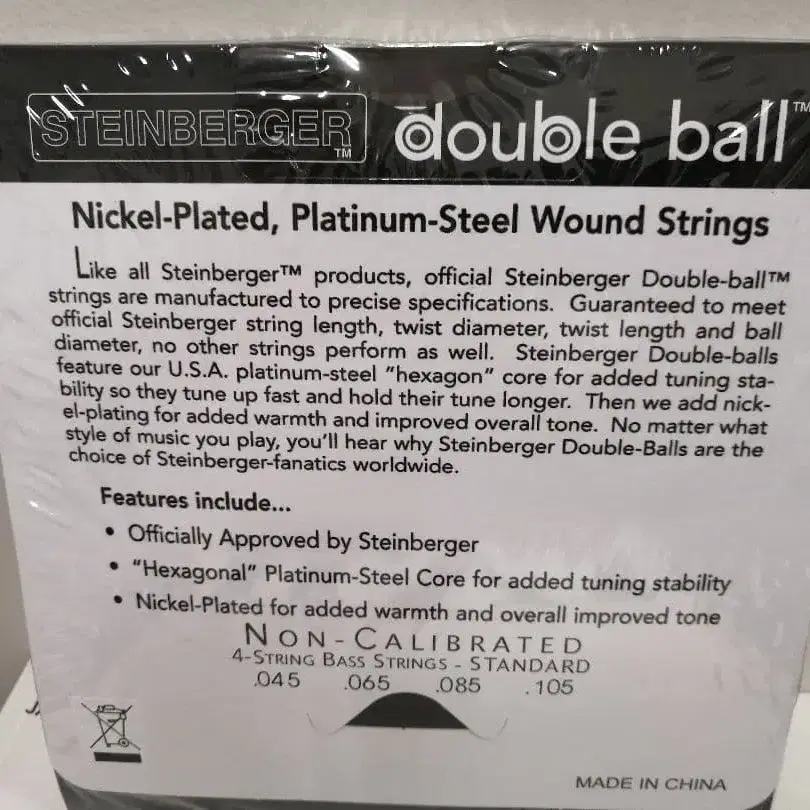 STEINBERGER™ double ball™
Nickel-Plated, Platinum-Steel Wound Strings
Like all Steinberger™ products, official Steinberger Double-ball™
strings are manufactured to precise specifications. Guaranteed to meet
official Steinberger string length, twist diameter, twist length and ball
diameter, no other strings perform as well. Steinberger Double-balls
feature our U.S.A. platinum-steel "hexagon" core for added tuning sta-
bility so they tune up fast and hold their tune longer. Then we add nick-
el-plating for added warmth and improved overall tone. No matter what
style of music you play, you'll hear why Steinberger Double-Balls are the
choice of Steinberger-fanatics worldwide.
Features include...
• Officially Approved by Steinberger
• "Hexagonal" Platinum-Steel Core for added tuning stability
• Nickel-Plated for added warmth and overall improved tone
NON-CALIBRATED
4-STRING BASS STRINGS - STANDARD
.045 .065 .085 .105
MADE IN CHINA